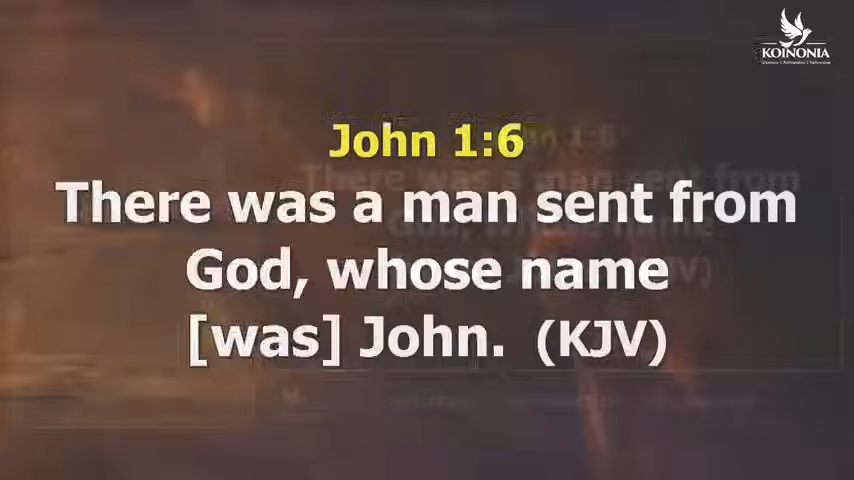 KOINONIA
John 1:6
There was a man sent from
God, whose name
[was] John. (KJV)